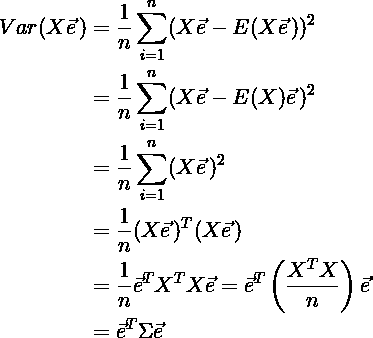 Var(X\vec{e}) = \frac{1}{n} \sum_{i=1}^{n} (X\vec{e} - E(X\vec{e}))^2
= \frac{1}{n} \sum_{i=1}^{n} (X\vec{e} - E(X)\vec{e})^2
= \frac{1}{n} \sum_{i=1}^{n} (X\vec{e})^2
= \frac{1}{n} (X\vec{e})^T (X\vec{e})
= \frac{1}{n} \vec{e}^T X^T X \vec{e} = \vec{e}^T \left( \frac{X^T X}{n} \right) \vec{e}
= \vec{e}^T \Sigma \vec{e}